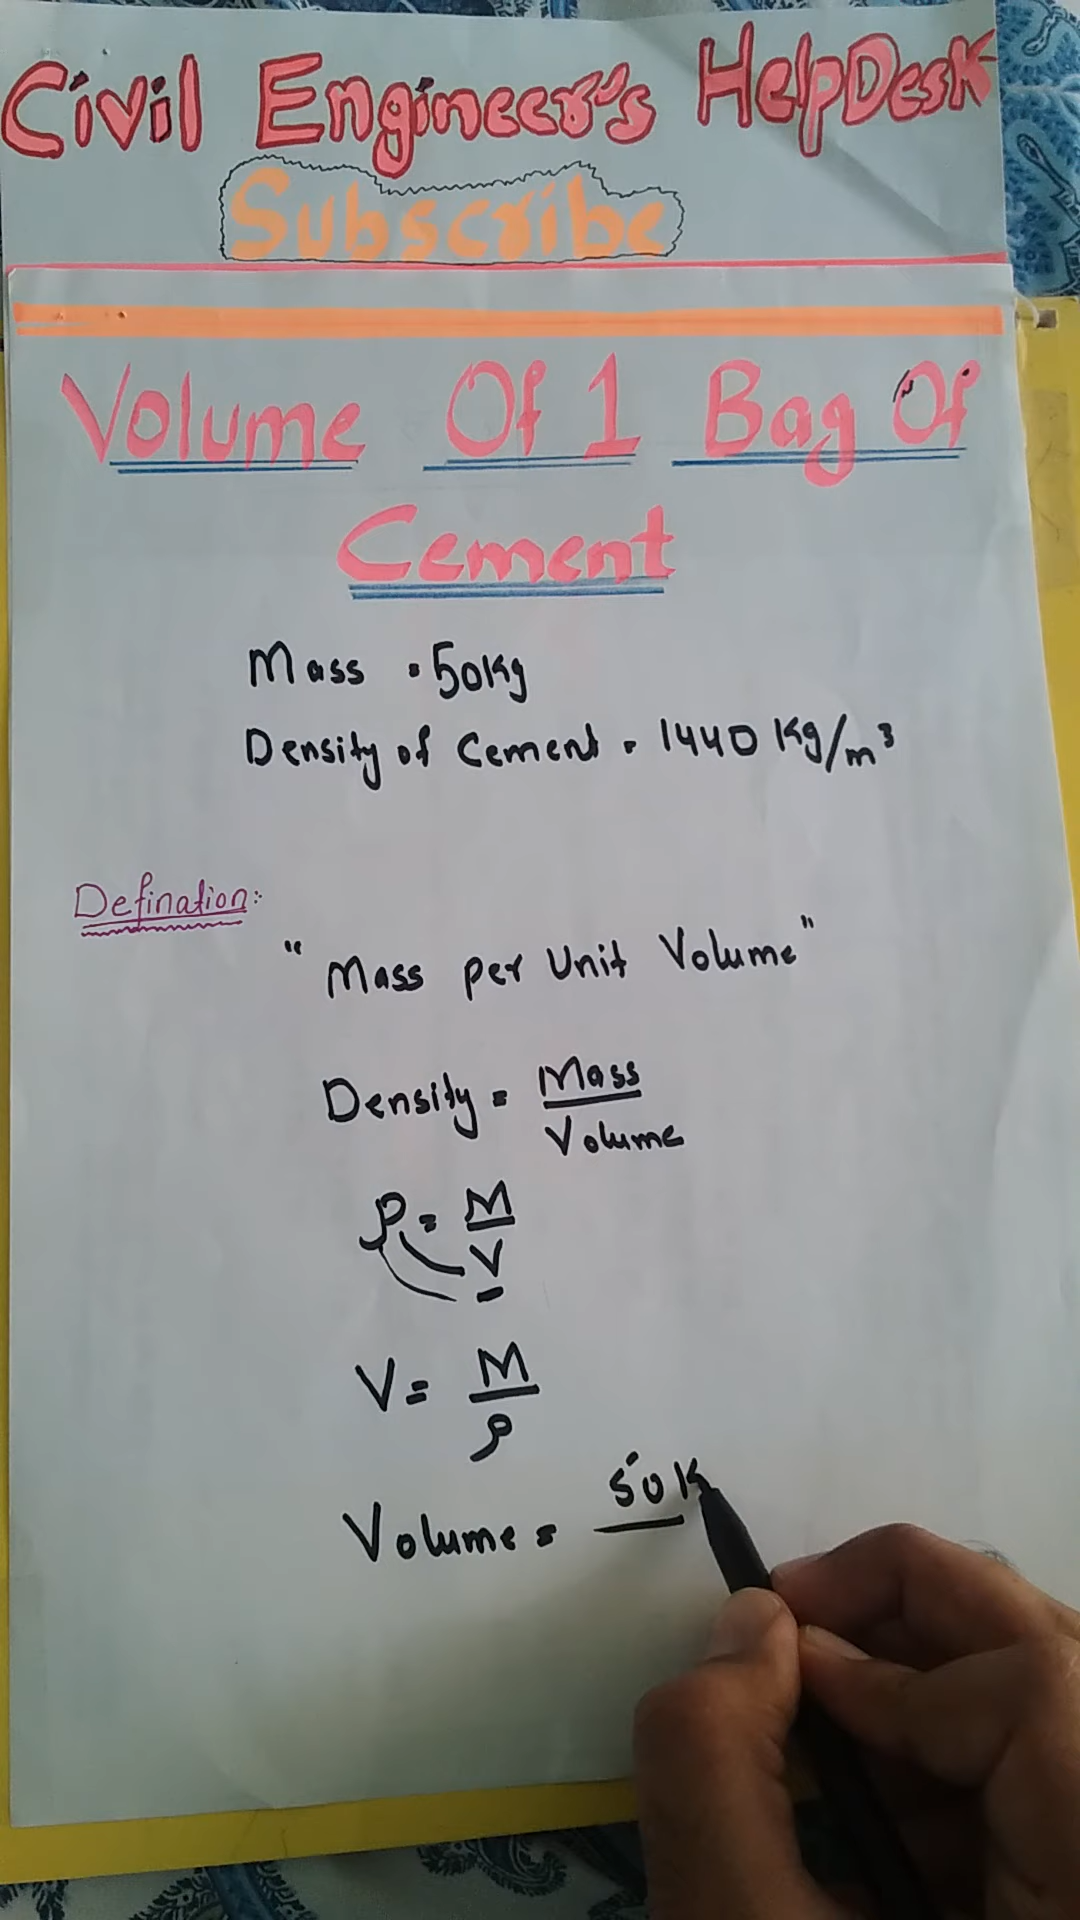 Civil Engineer's HelpDesk
Subscribe
Volume Of 1 Bag Of
Cement
Mass = 50Kg
Density of Cement = 1440 Kg/m³
Defination:
"Mass per Unit Volume"
Density = Mass
Volume
ρ = M
V
V = M
ρ
Volume = 50K